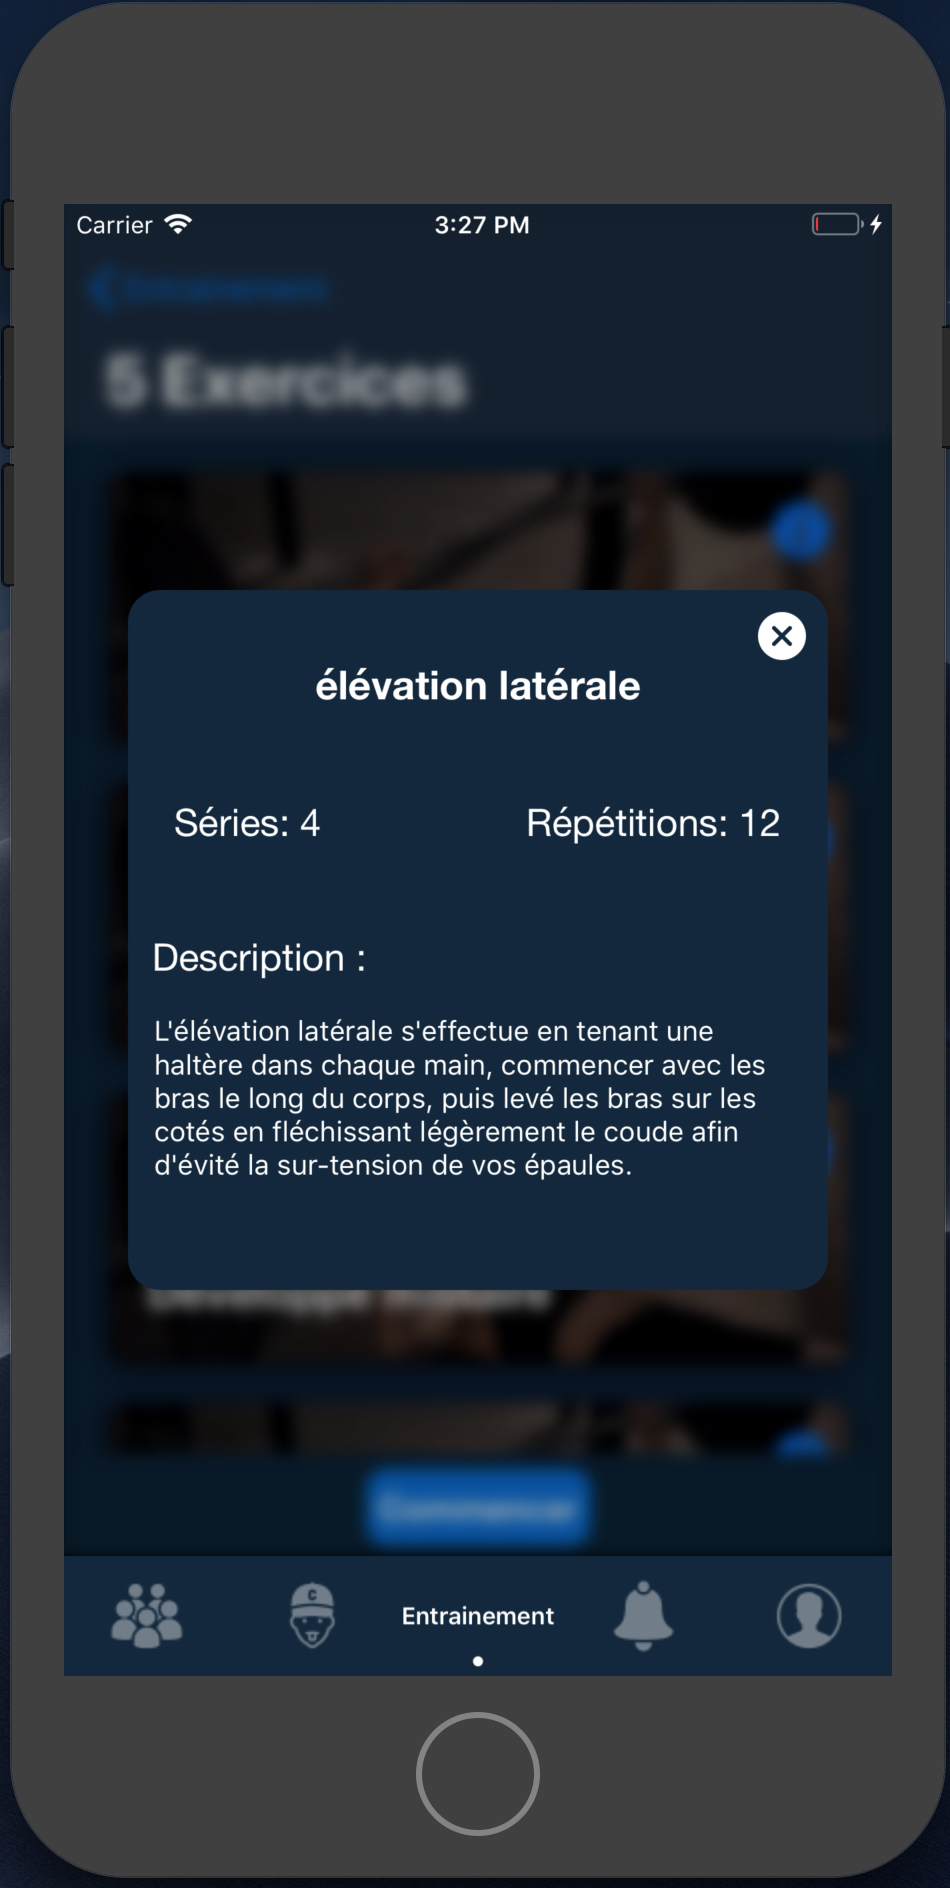 Carrier
3:27 PM
Entrainement
5 Exercices
élévation latérale
Séries: 4
Répétitions: 12
Description :
L'élévation latérale s'effectue en tenant une
haltère dans chaque main, commencer avec les
bras le long du corps, puis levé les bras sur les
cotés en fléchissant légèrement le coude afin
d'évité la sur-tension de vos épaules.
Commencer
Entrainement